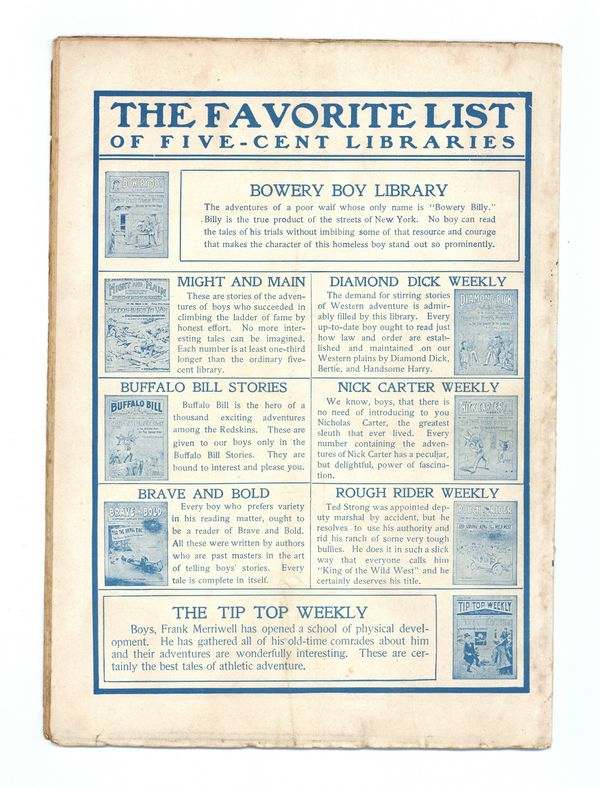 THE FAVORITE LIST
OF FIVE-CENT LIBRARIES
BOWERY BOY LIBRARY
The adventures of a poor waif whose only name is "Bowery Billy."
Billy is the true product of the streets of New York. No boy can read
the tales of his trials without imbibing some of that resource and courage
that makes the character of this homeless boy stand out so prominently.
MIGHT AND MAIN
These are stories of the adven-
tures of boys who succeeded in
climbing the ladder of fame by
honest effort. No more inter-
esting tales can be imagined.
Each number is at least one-third
longer than the ordinary five-
cent library.
DIAMOND DICK WEEKLY
The demand for stirring stories
of Western adventure is admir-
ably filled by this library. Every
up-to-date boy ought to read just
how law and order are estab-
lished and maintained on our
Western plains by Diamond Dick,
Bertie, and Handsome Harry.
DIAMOND DICK
BUFFALO BILL STORIES
BUFFALO BILL
Buffalo Bill is the hero of a
thousand exciting adventures
among the Redskins. These are
given to our boys only in the
Buffalo Bill Stories. They are
bound to interest and please you.
NICK CARTER WEEKLY
We know, boys, that there is
no need of introducing to you
Nicholas Carter, the greatest
sleuth that ever lived. Every
number containing the adven-
tures of Nick Carter has a peculjar,
but delightful, power of fascina-
tion.
NICK CARTER
BRAVE AND BOLD
BRAVE AND BOLD
Every boy who prefers variety
in his reading matter, ought to
be a reader of Brave and Bold.
All these were written by authors
who are past masters in the art
of telling boys' stories. Every
tale is complete in itself.
ROUGH RIDER WEEKLY
Ted Strong was appointed dep-
uty marshal by accident, but he
resolves to use his authority and
rid his ranch of some very tough
bullies. He does it in such a slick
way that everyone calls him
"King of the Wild West" and he
certainly deserves his title.
ROUGH RIDER
THE TIP TOP WEEKLY
Boys, Frank Merriwell has opened a school of physical devel-
opment. He has gathered all of his old-time comrades about him
and their adventures are wonderfully interesting. These are cer-
tainly the best tales of athletic adventure.
TIP TOP WEEKLY